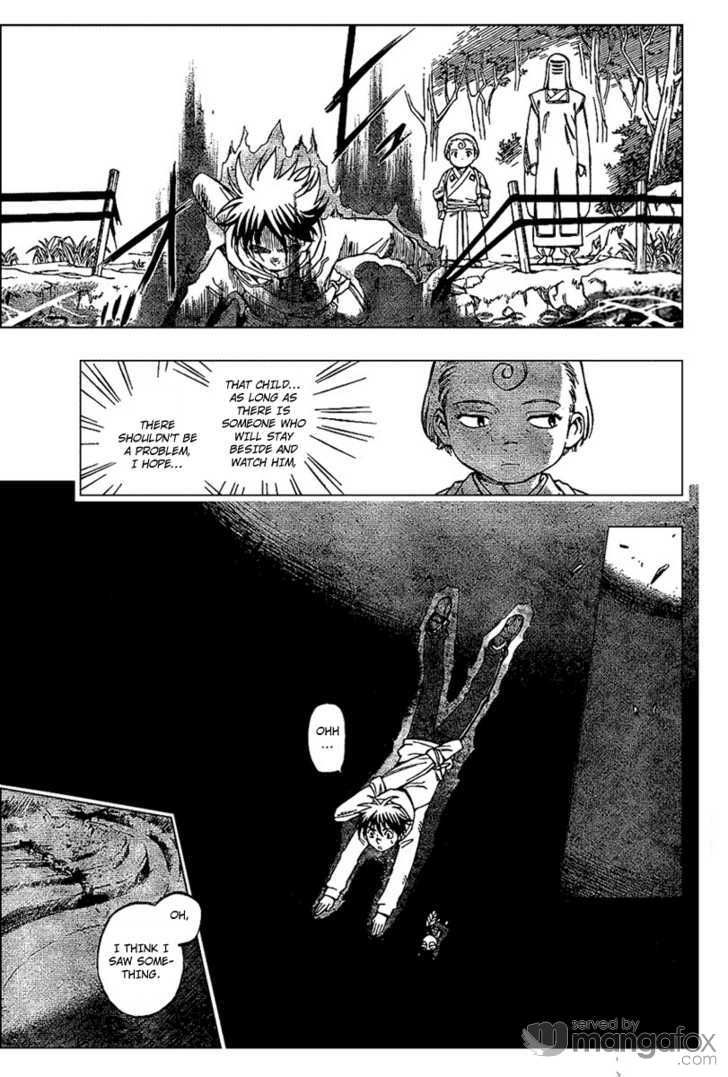 THAT CHILD...
AS LONG AS
THERE IS
SOMEONE WHO
WILL STAY
BESIDE AND
WATCH HIM,
THERE
SHOULDN'T BE
A PROBLEM,
I HOPE...
OHH
...
OH,
I THINK I
SAW SOME-
THING.
served by
mangafox
.com